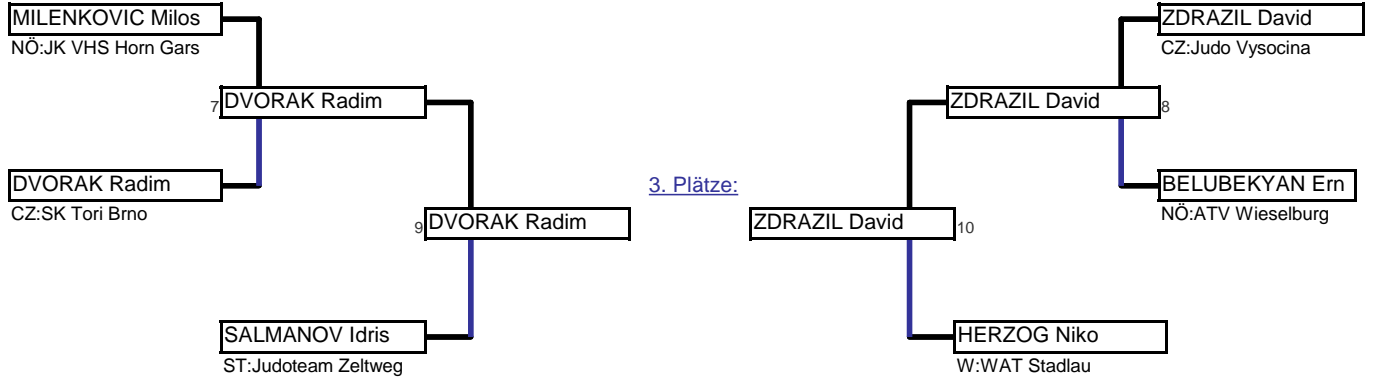 MILENKOVIC Milos
NÖ:JK VHS Horn Gars
7 DVORAK Radim
DVORAK Radim
CZ:SK Tori Brno
9 DVORAK Radim
SALMANOV Idris
ST:Judoteam Zeltweg
3. Plätze:
ZDRAZIL David
CZ:Judo Vysocina
ZDRAZIL David 8
BELUBEKYAN Ern
NÖ:ATV Wieselburg
ZDRAZIL David 10
HERZOG Niko
W:WAT Stadlau